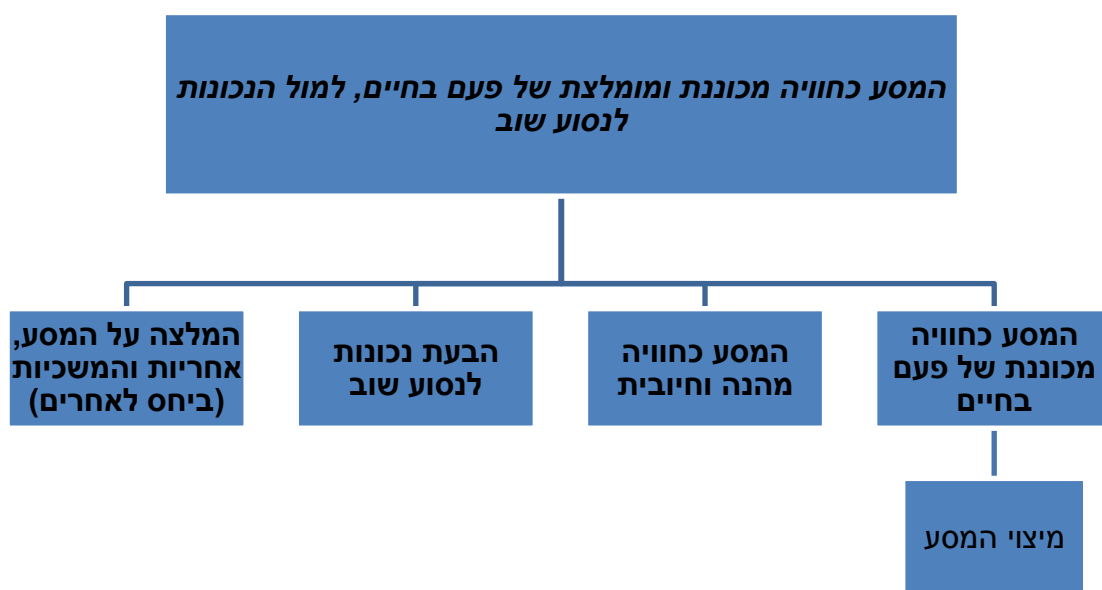 המסע כחוויה מכוננת ומומלצת של פעם בחיים, למול הנכונות
לנסוע שוב
המסע כחוויה
מכוננת של פעם
בחיים
המסע כחוויה
מהנה וחיובית
הבעת נכונות
לנסוע שוב
המלצה על המסע,
אחריות והמשכיות
(ביחס לאחרים)
מיצוי המסע